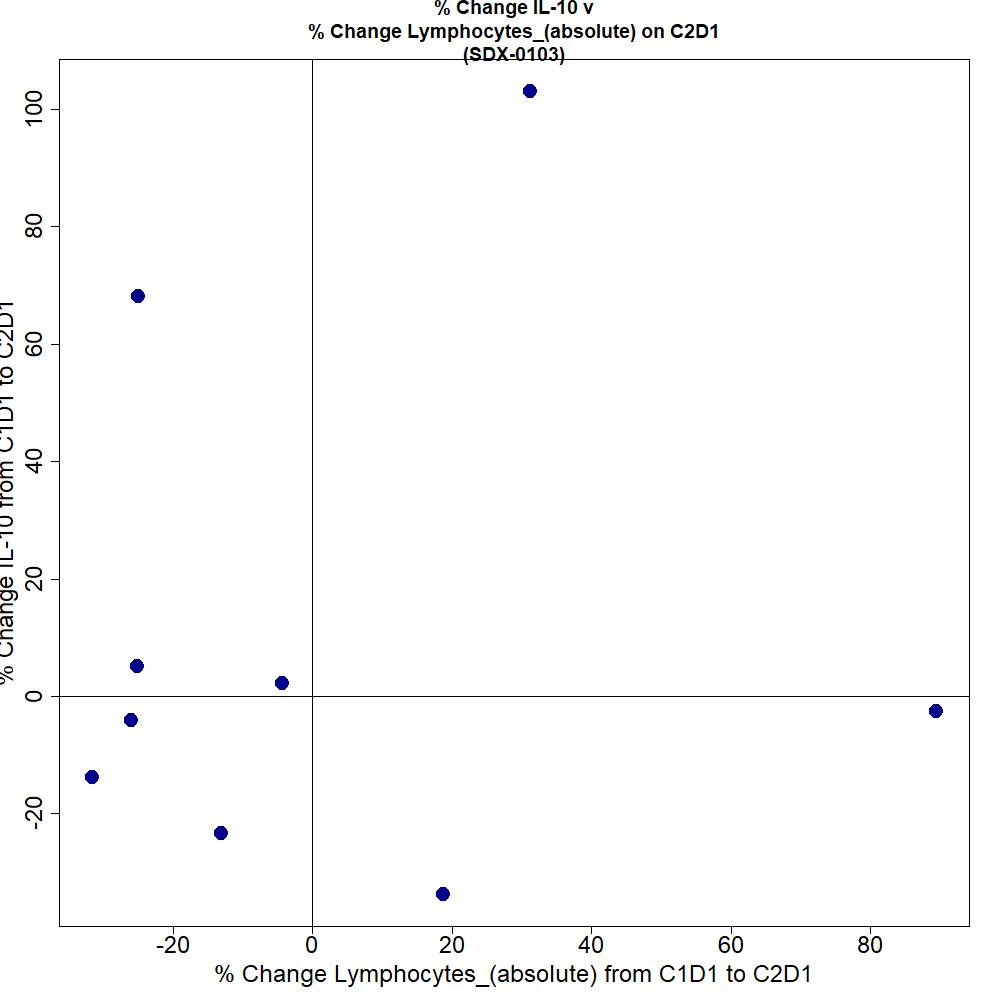 % Change IL-10 v
% Change Lymphocytes_(absolute) on C2D1
(SDX-0103)
% Change IL-10 from C1D1 to C2D1
100
80
60
40
20
0
-20
-20
0
20
40
60
80
% Change Lymphocytes_(absolute) from C1D1 to C2D1